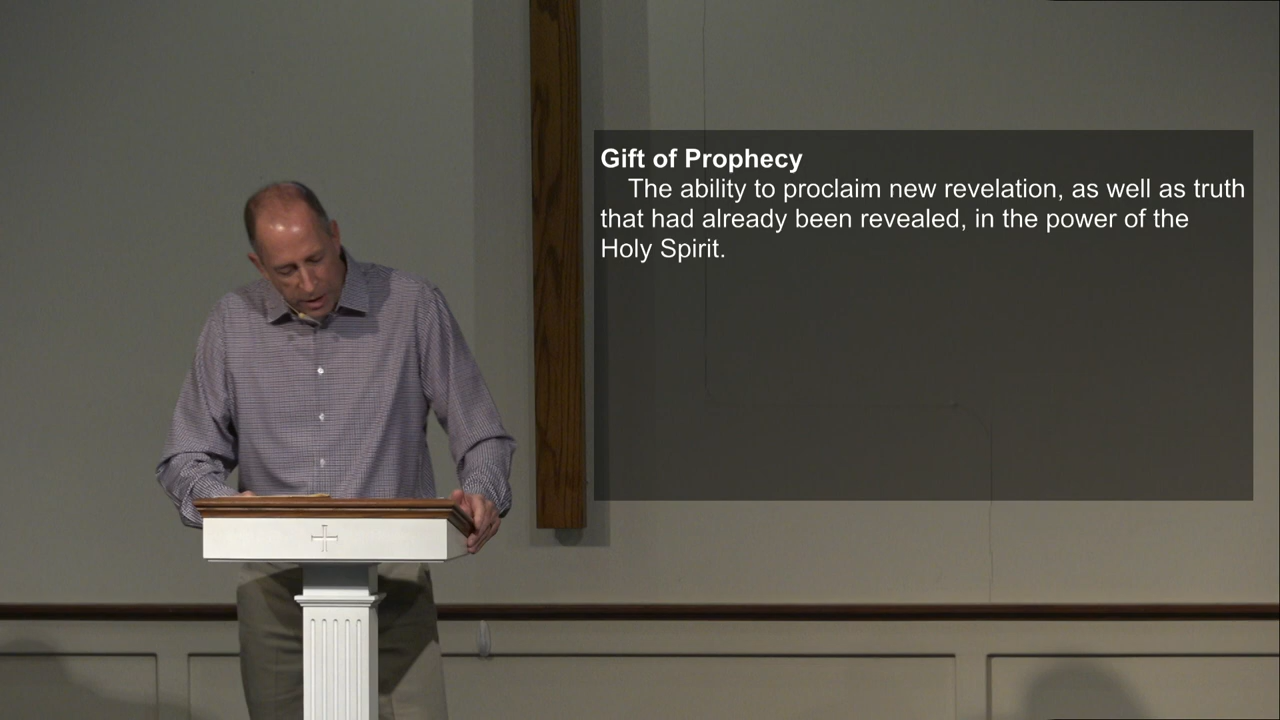 Gift of Prophecy
The ability to proclaim new revelation, as well as truth
that had already been revealed, in the power of the
Holy Spirit.